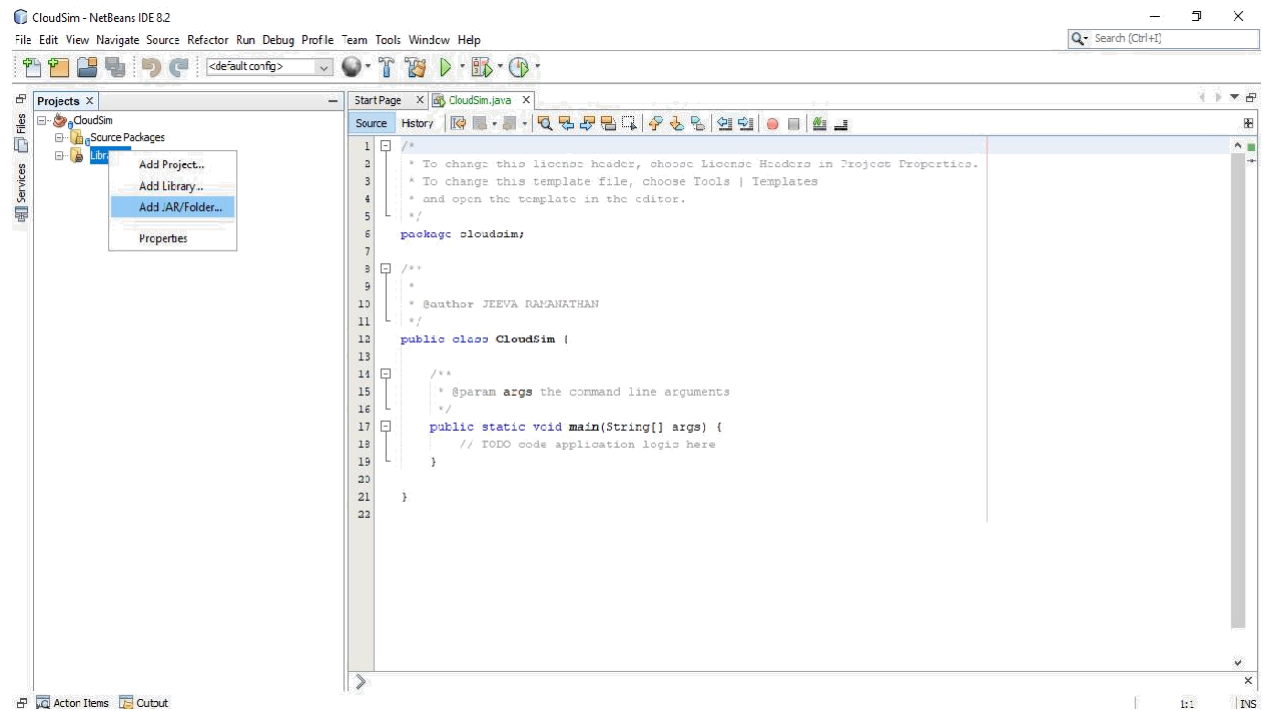 CloudSim - NetBeans IDE 8.2
File Edit View Navigate Source Refactor Run Debug Profile Team Tools Window Help
Search (Ctrl+I)
<default config>
Projects
Files
Services
CloudSim
Source Packages
Libra
Add Project...
Add Library...
Add JAR/Folder...
Properties
Start Page
CloudSim.java
Source History
1 /*
2 * To change this license header, choose License Headers in Project Properties.
3 * To change this template file, choose Tools | Templates
4 * and open the template in the editor.
5 */
6 package cloudsim;
7
8 /**
9 *
10 * @author JEEVA RAMANATHAN
11 */
12 public class CloudSim {
13
14 /**
15 * @param args the command line arguments
16 */
17 public static void main(String[] args) {
18 // TODO code application logic here
19 }
20
21 }
22
Action Items Output
1:1 INS